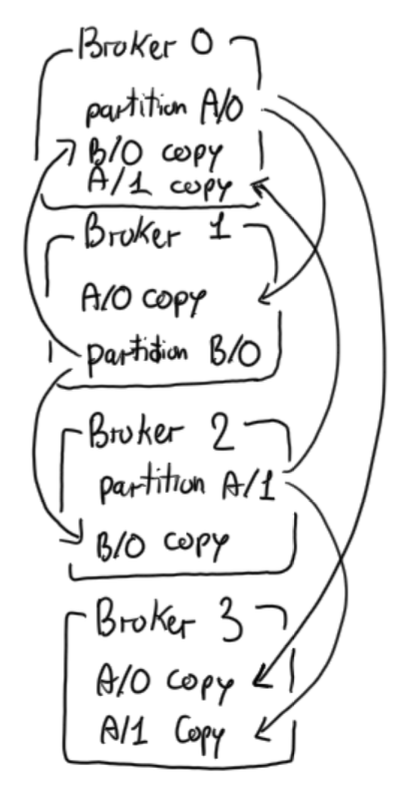 Broker 0
partition A/0
B/0 copy
A/1 copy
Broker 1
A/0 copy
partition B/0
Broker 2
partition A/1
B/0 copy
Broker 3
A/0 copy
A/1 Copy